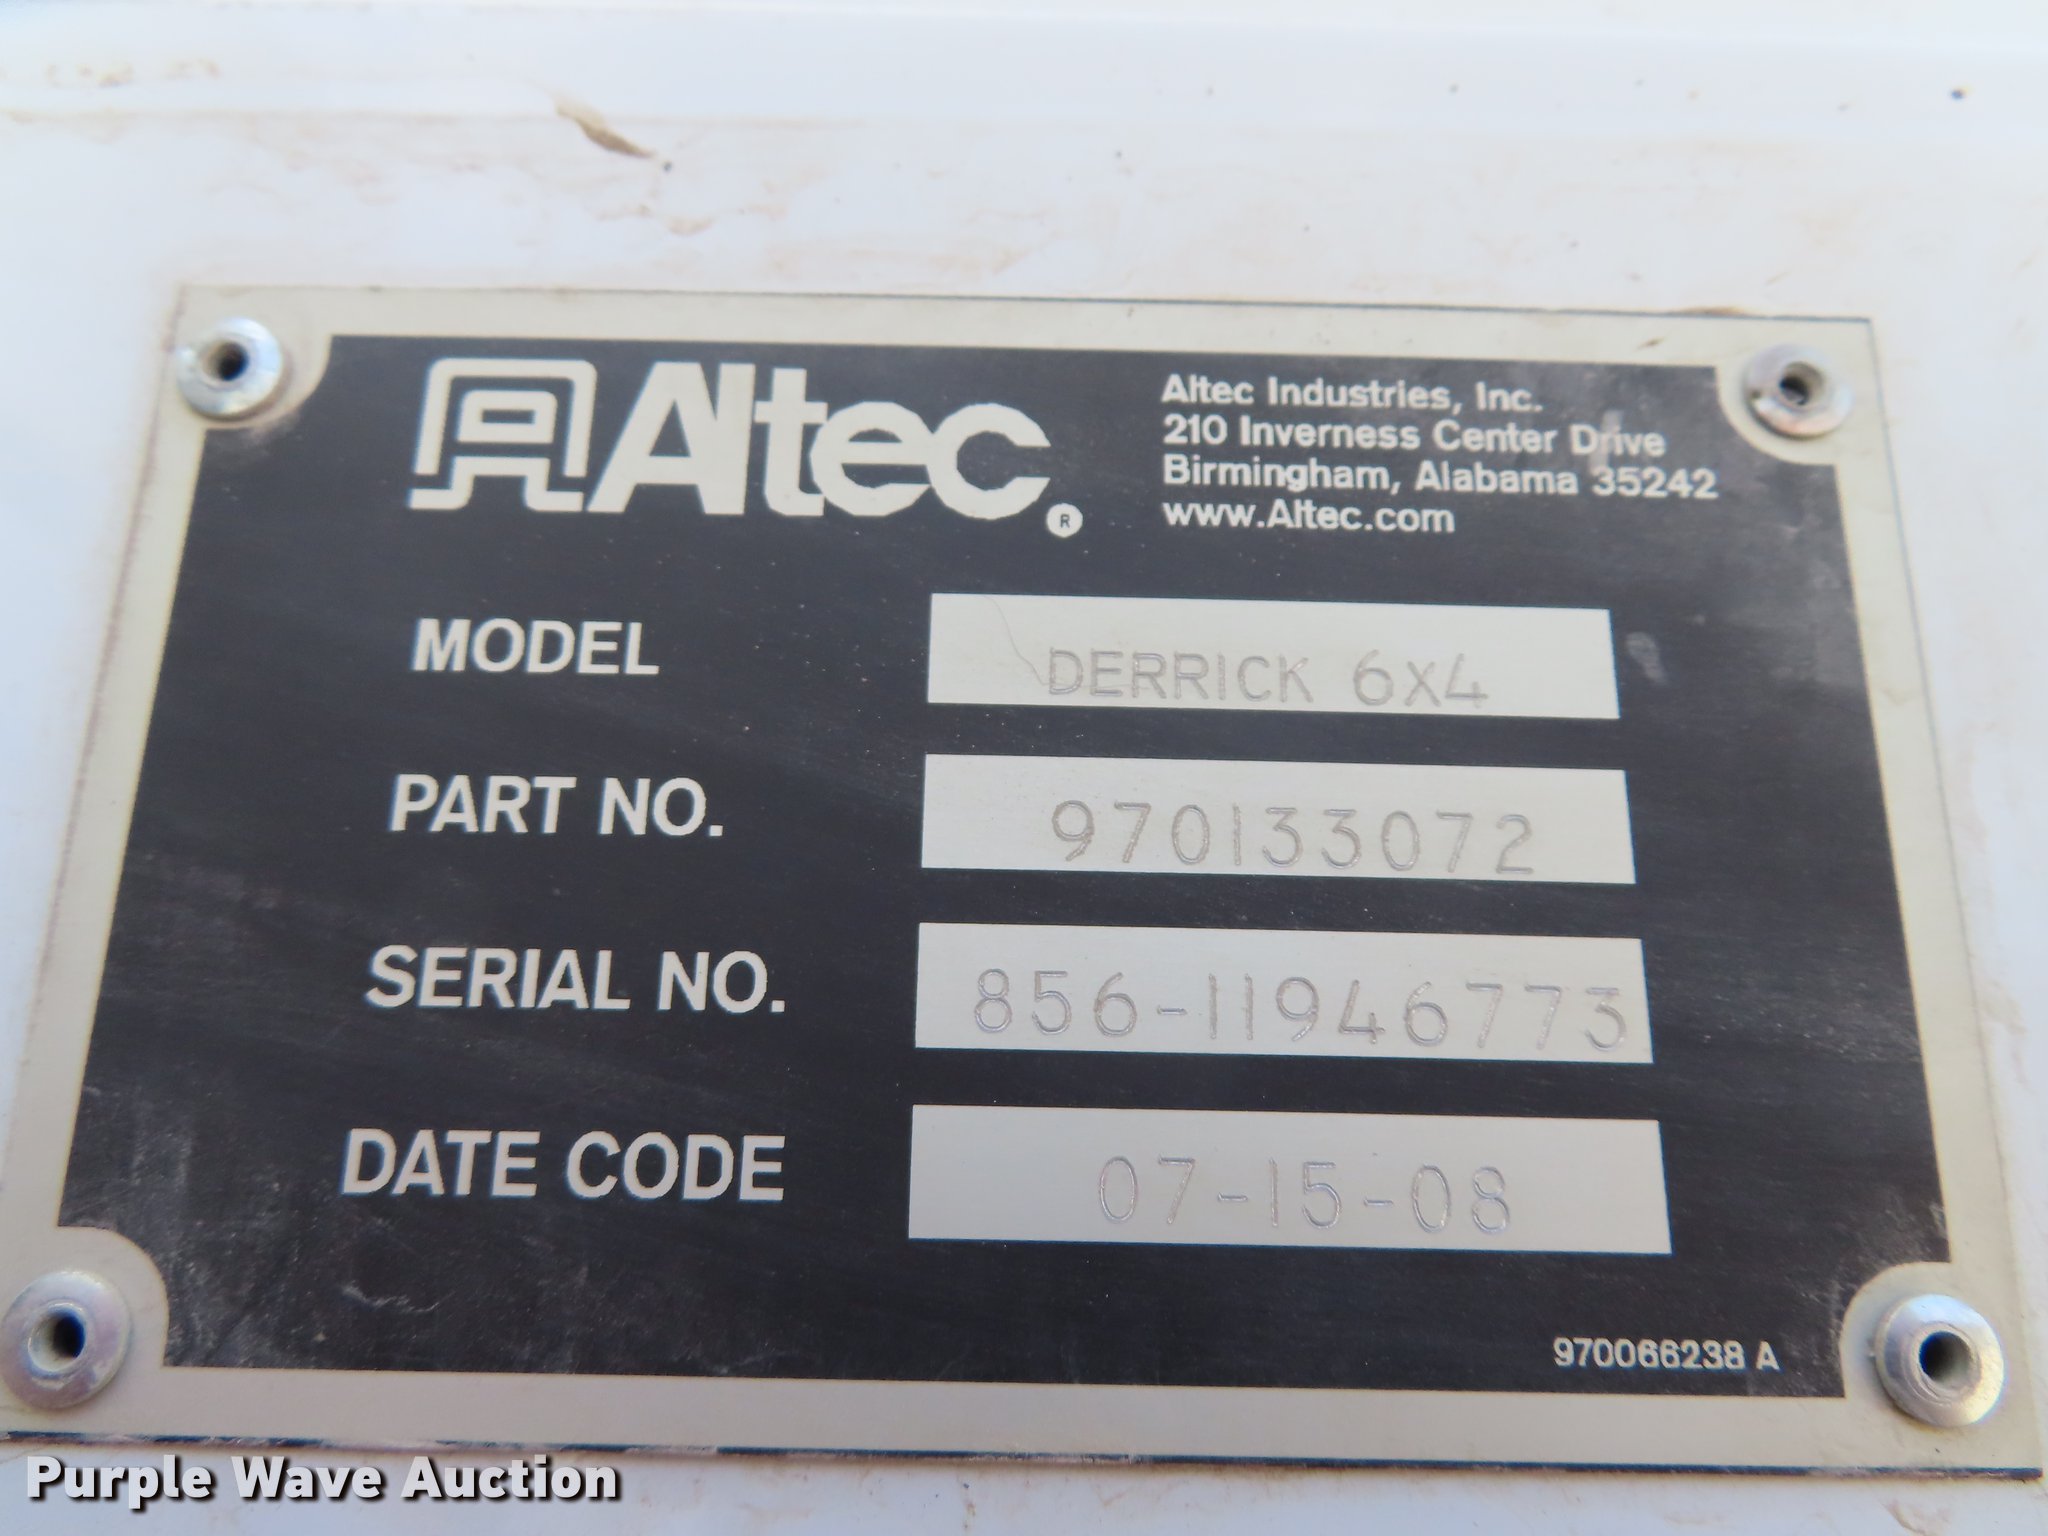 Altec®
Altec Industries, Inc.
210 Inverness Center Drive
Birmingham, Alabama 35242
www.Altec.com
MODEL DERRICK 6X4
PART NO. 970133072
SERIAL NO. 856-11946773
DATE CODE 07-15-08
970066238 A
Purple Wave Auction